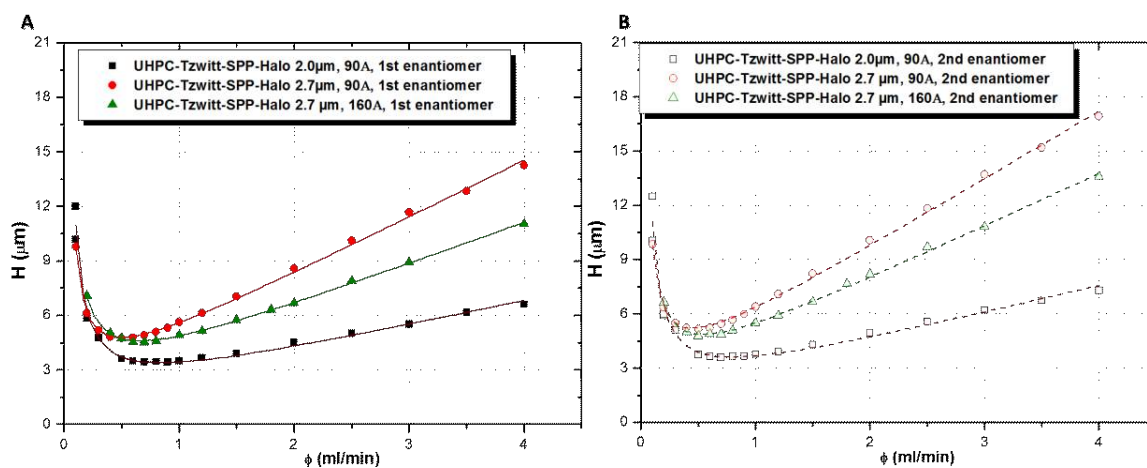 A
21
18
15
12
9
6
3
0
H (μm)
UHPC-Tzwitt-SPP-Halo 2.0μm, 90A, 1st enantiomer
UHPC-Tzwitt-SPP-Halo 2.7μm, 90A, 1st enantiomer
UHPC-Tzwitt-SPP-Halo 2.7 μm, 160A, 1st enantiomer
0 1 2 3 4
ϕ (ml/min)
B
21
18
15
12
9
6
3
0
H (μm)
UHPC-Tzwitt-SPP-Halo 2.0μm, 90A, 2nd enantiomer
UHPC-Tzwitt-SPP-Halo 2.7 μm, 90A, 2nd enantiomer
UHPC-Tzwitt-SPP-Halo 2.7 μm, 160A, 2nd enantiomer
0 1 2 3 4
ϕ (ml/min)